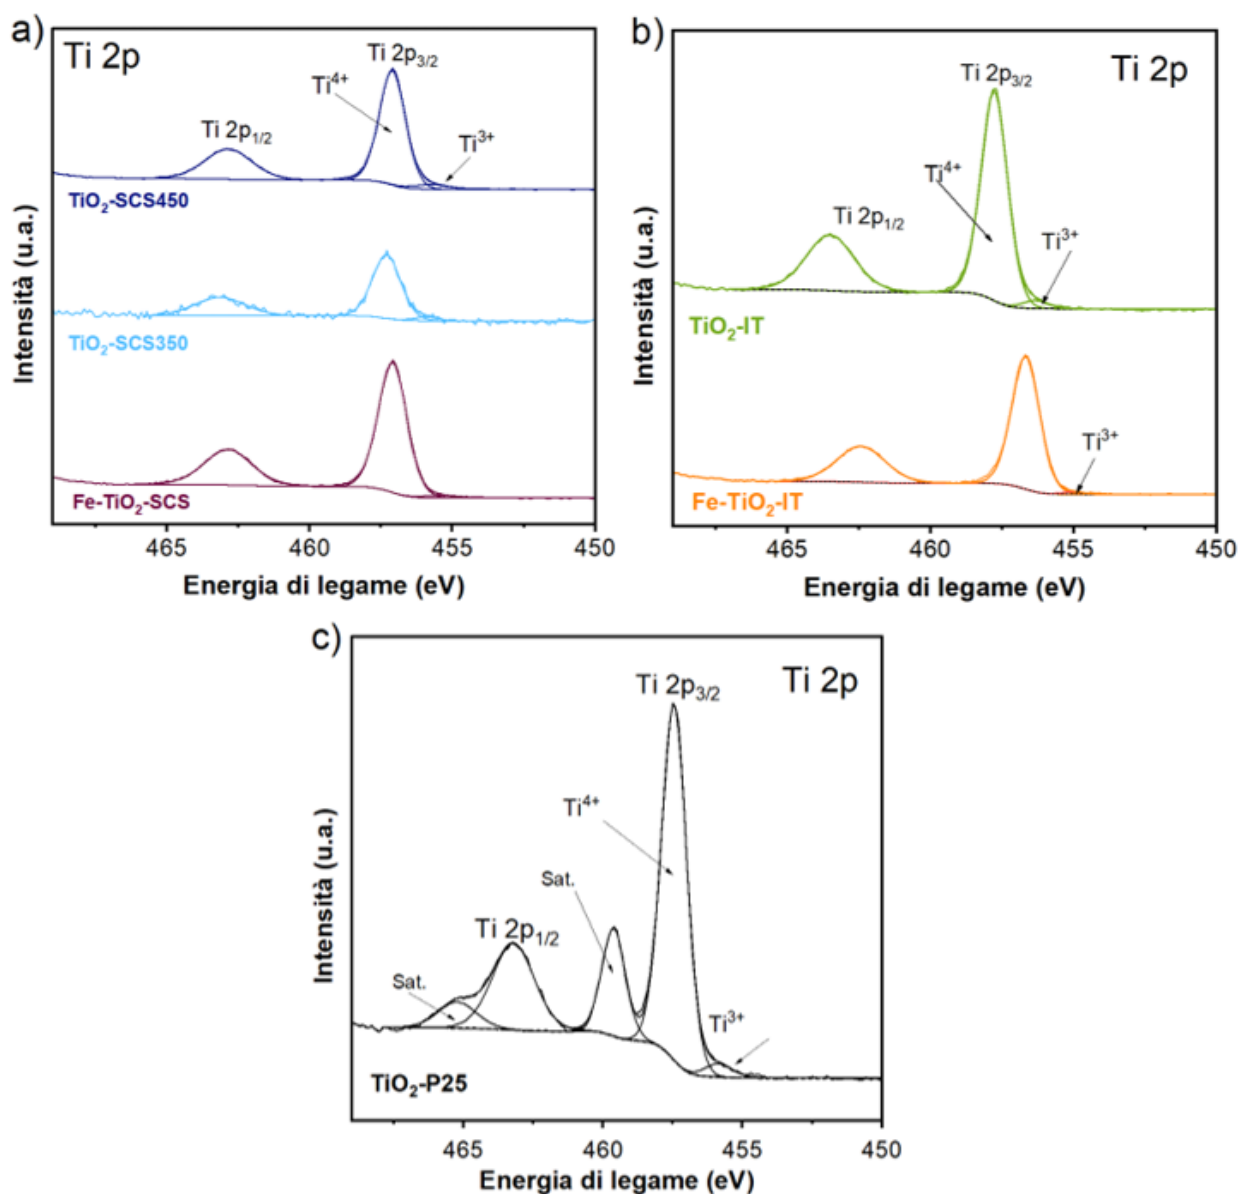 a)
Ti 2p
Ti 2p₃/₂
Ti⁴⁺
Ti 2p₁/₂
Ti³⁺
TiO₂-SCS450
TiO₂-SCS350
Fe-TiO₂-SCS
Intensità (u.a.)
465 460 455 450
Energia di legame (eV)
b)
Ti 2p
Ti 2p₃/₂
Ti⁴⁺
Ti 2p₁/₂
Ti³⁺
TiO₂-IT
Ti³⁺
Fe-TiO₂-IT
Intensità (u.a.)
465 460 455 450
Energia di legame (eV)
c)
Ti 2p
Ti 2p₃/₂
Ti⁴⁺
Sat.
Ti 2p₁/₂
Sat.
Ti³⁺
TiO₂-P25
Intensità (u.a.)
465 460 455 450
Energia di legame (eV)